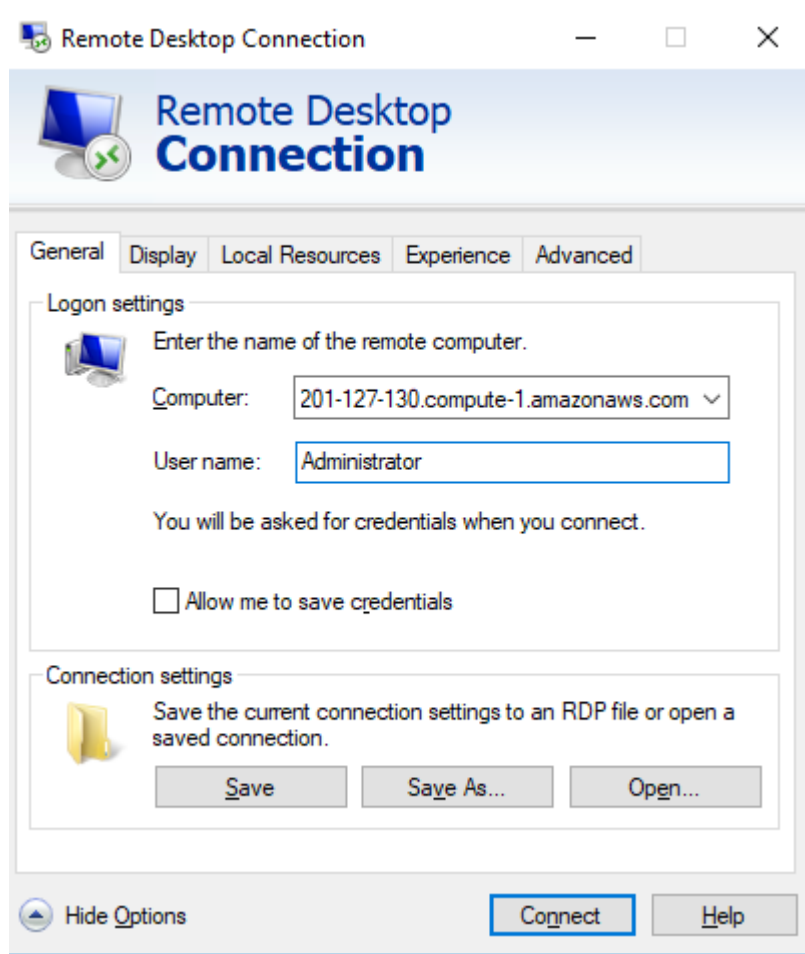 Remote Desktop Connection
Remote Desktop
Connection
General Display Local Resources Experience Advanced
Logon settings
Enter the name of the remote computer.
Computer: 201-127-130.compute-1.amazonaws.com
User name: Administrator
You will be asked for credentials when you connect.
Allow me to save credentials
Connection settings
Save the current connection settings to an RDP file or open a
saved connection.
Save Save As... Open...
Hide Options Connect Help